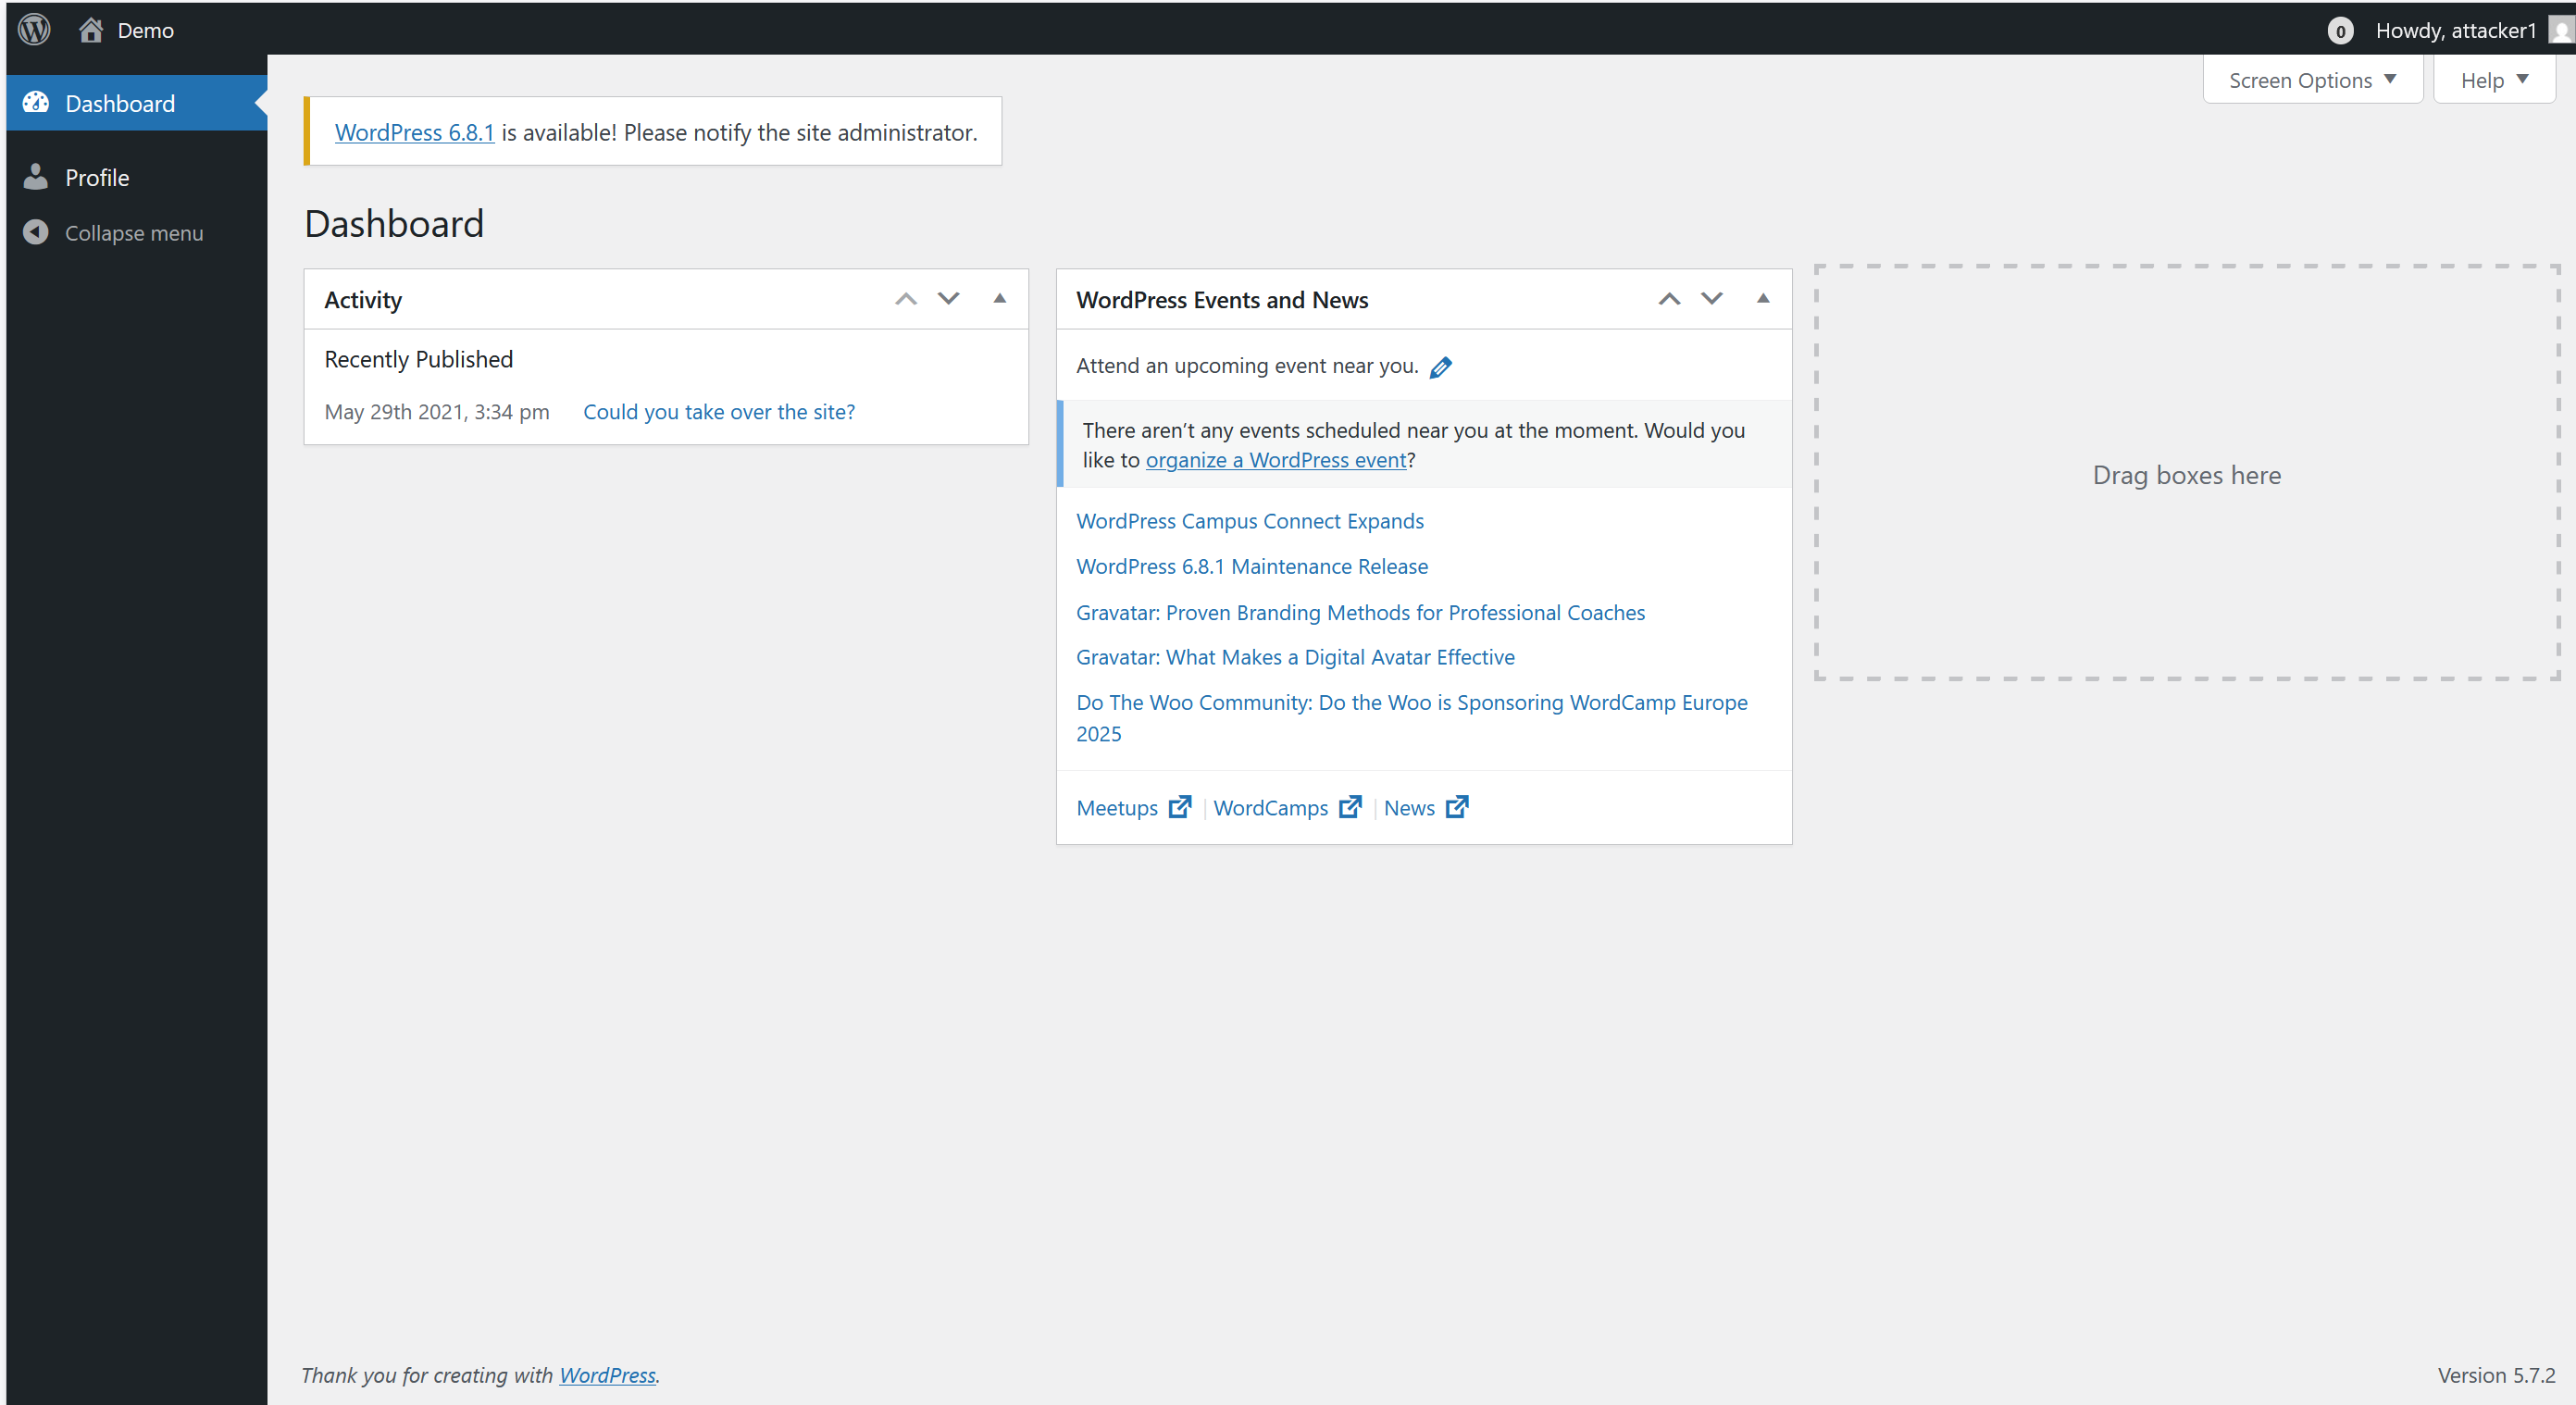 Demo
0
Howdy, attacker1
Dashboard
Profile
Collapse menu
Screen Options
Help
WordPress 6.8.1 is available! Please notify the site administrator.
Dashboard
Activity
Recently Published
May 29th 2021, 3:34 pm
Could you take over the site?
WordPress Events and News
Attend an upcoming event near you.
There aren’t any events scheduled near you at the moment. Would you
like to organize a WordPress event?
WordPress Campus Connect Expands
WordPress 6.8.1 Maintenance Release
Gravatar: Proven Branding Methods for Professional Coaches
Gravatar: What Makes a Digital Avatar Effective
Do The Woo Community: Do the Woo is Sponsoring WordCamp Europe
2025
Meetups | WordCamps | News
Drag boxes here
Thank you for creating with WordPress.
Version 5.7.2